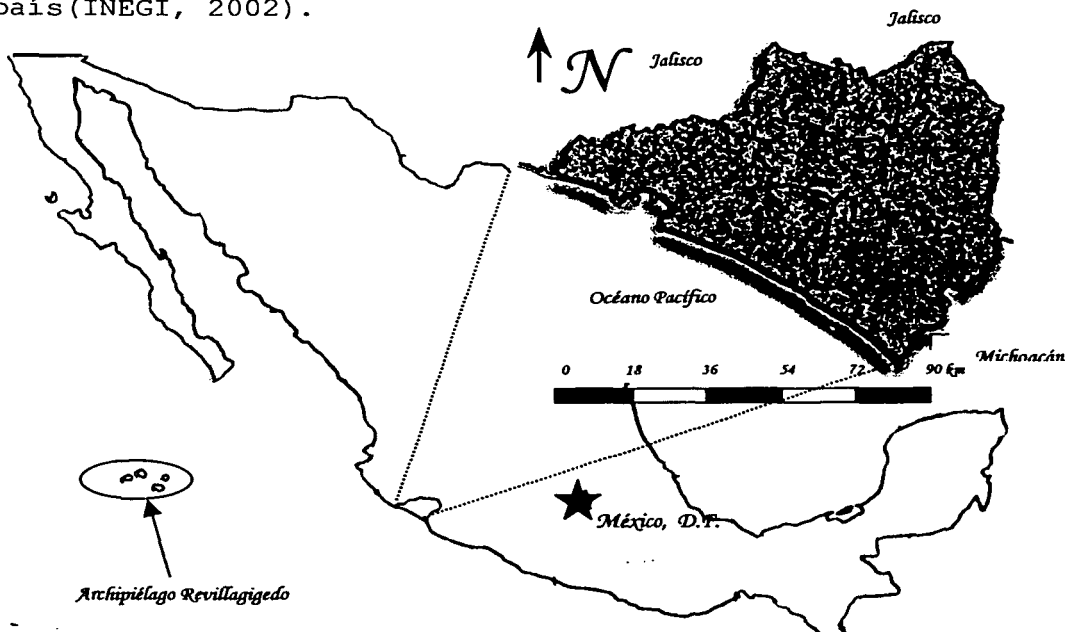 país(INEGI, 2002).
Jalisco
N
Jalisco
Océano Pacífico
Michoacán
0 18 36 54 72 90 km
México, D.F.
Archipiélago Revillagigedo